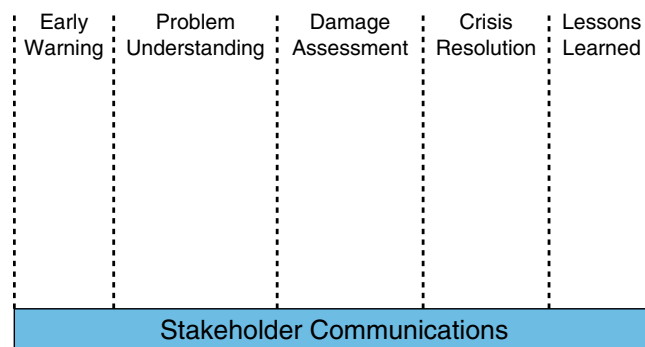 Early
Warning
Problem
Understanding
Damage
Assessment
Crisis
Resolution
Lessons
Learned
Stakeholder Communications